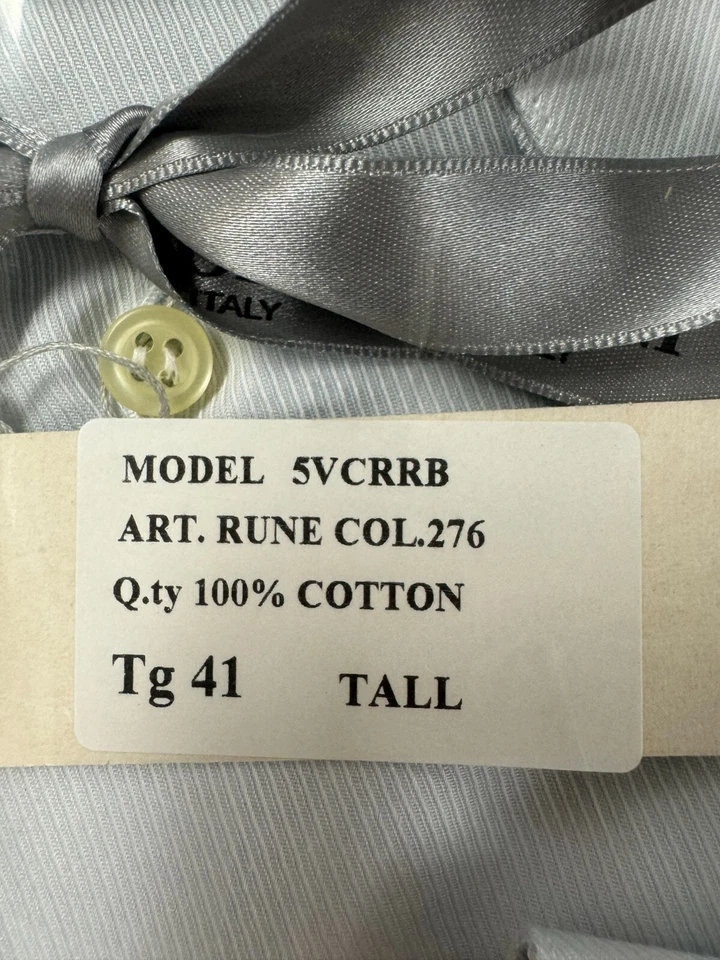 ITALY
MODEL 5VCRRB
ART. RUNE COL.276
Q.ty 100% COTTON
Tg 41 TALL